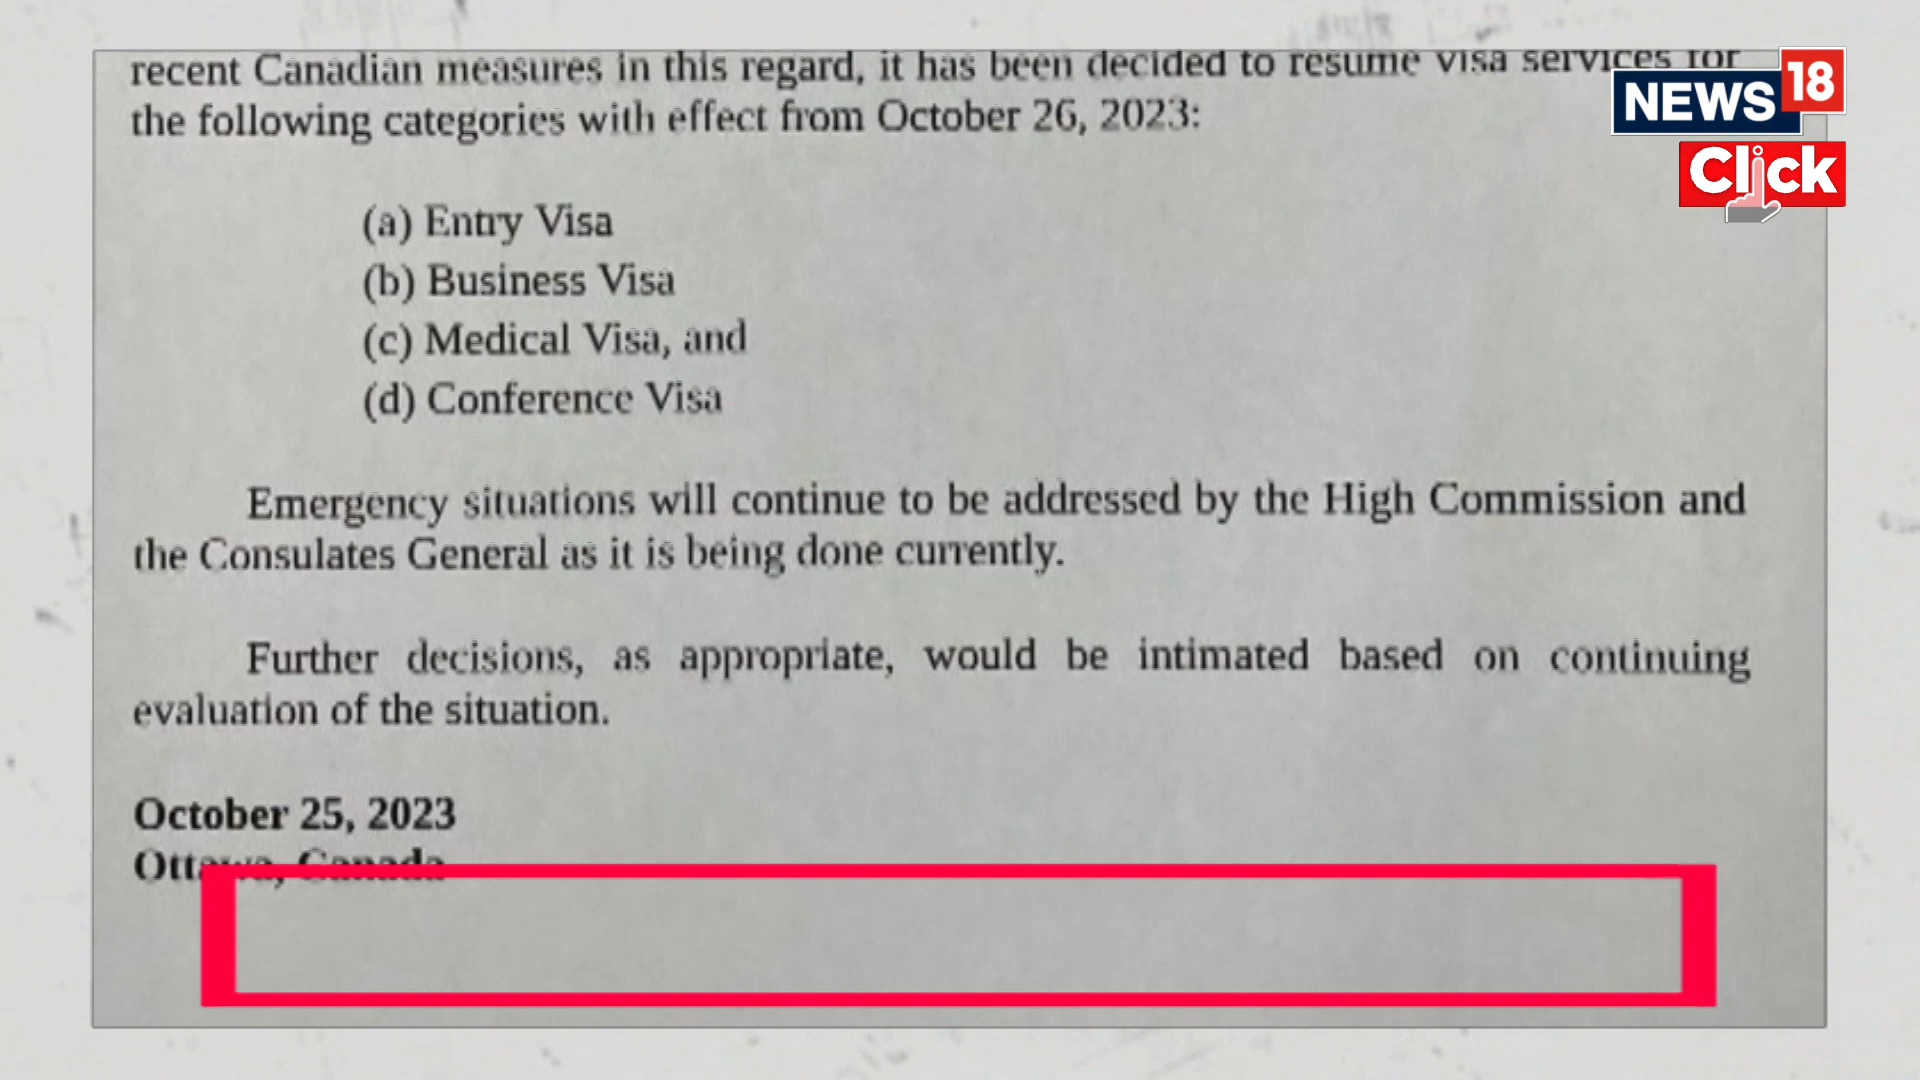 recent Canadian measures in this regard, it has been decided to resume visa services for
the following categories with effect from October 26, 2023:
(a) Entry Visa
(b) Business Visa
(c) Medical Visa, and
(d) Conference Visa
Emergency situations will continue to be addressed by the High Commission and
the Consulates General as it is being done currently.
Further decisions, as appropriate, would be intimated based on continuing
evaluation of the situation.
October 25, 2023
Ottawa, Canada
NEWS 18
Click